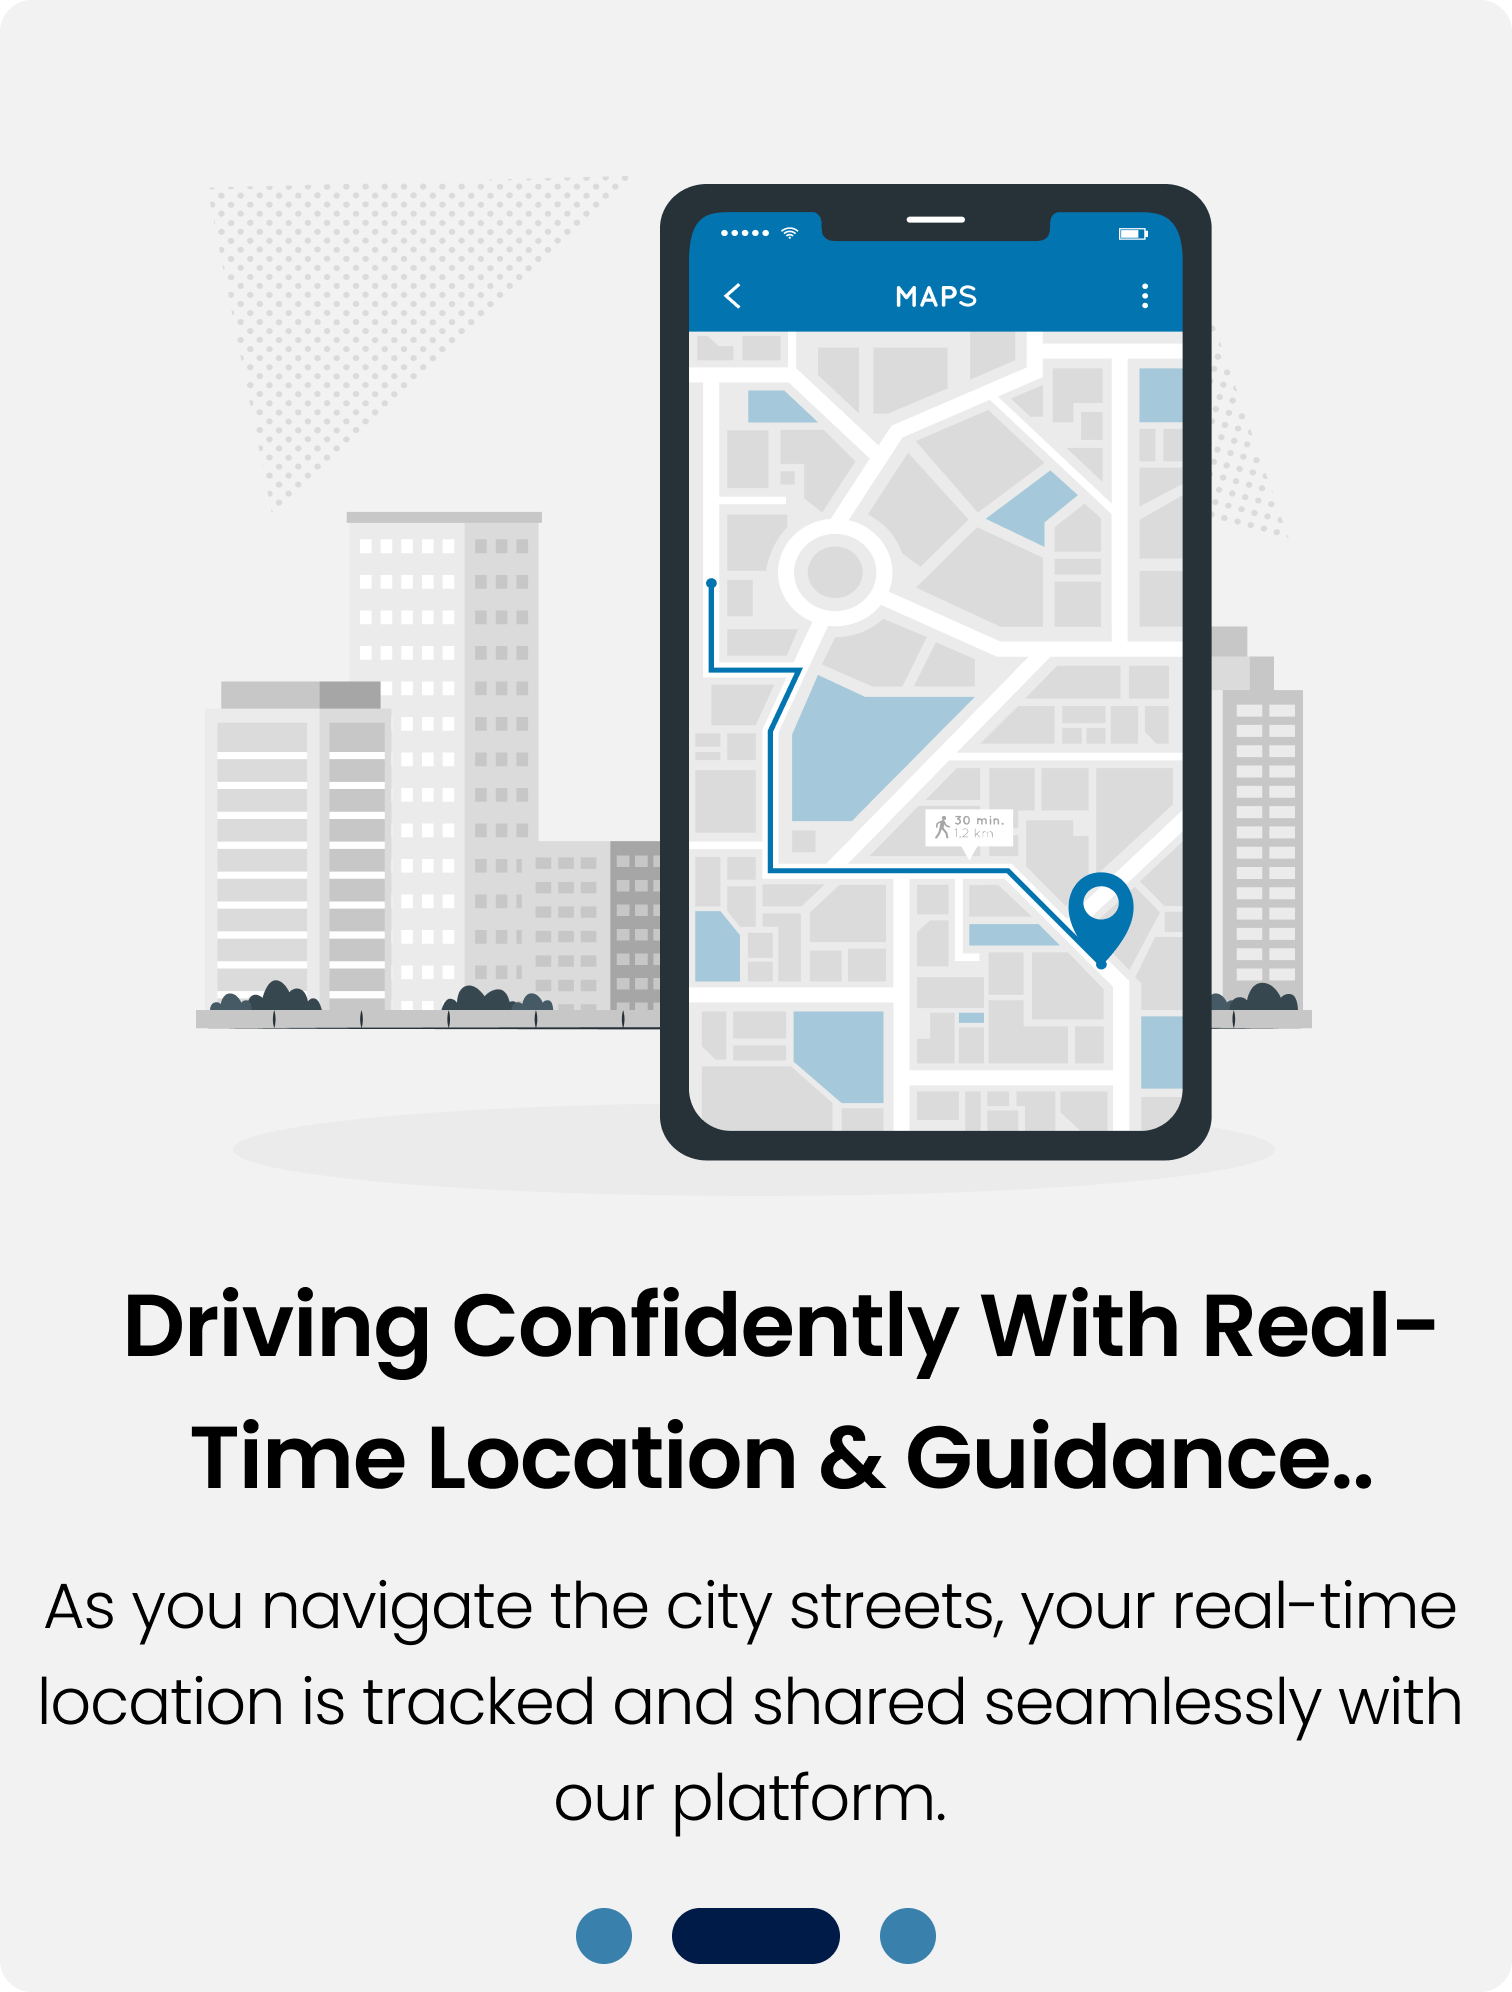 MAPS
30 min.
1.2 km
Driving Confidently With Real-
Time Location & Guidance..
As you navigate the city streets, your real-time
location is tracked and shared seamlessly with
our platform.